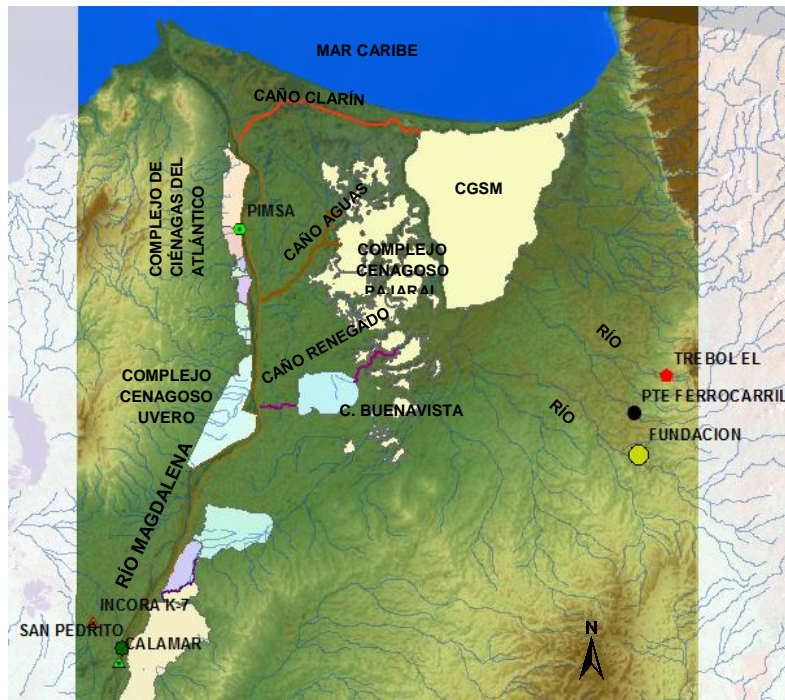 MAR CARIBE
CAÑO CLARÍN
CGSM
COMPLEJO DE
CIÉNAGAS DEL
ATLÁNTICO
PIMSA
CAÑO AGUAS
COMPLEJO
CENAGOSO
PAJARAL
CAÑO RENEGADO
RÍO
TREBOL EL
COMPLEJO
CENAGOSO
UVERO
C. BUENAVISTA
RÍO
PTE FERROCARRIL
FUNDACION
RÍO MAGDALENA
INCORA K-7
SAN PEDRITO
CALAMAR
N